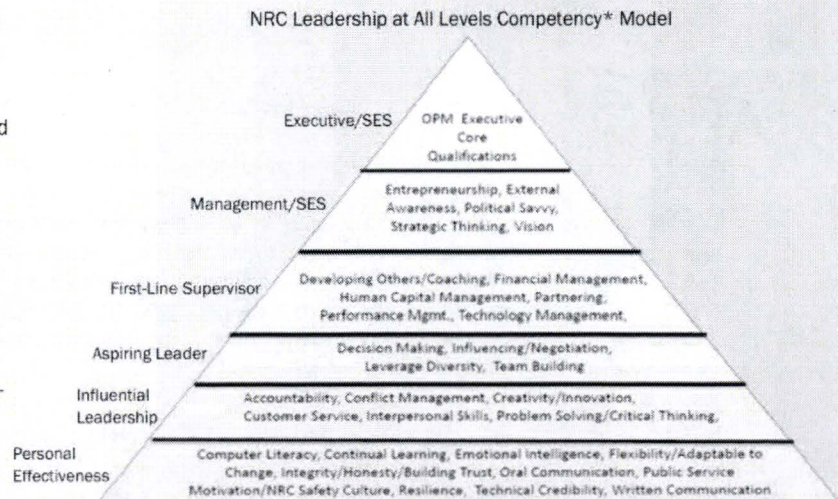 NRC Leadership at All Levels Competency* Model
d
Executive/SES
OPM Executive
Core
Qualifications
Management/SES
Entrepreneurship, External
Awareness, Political Savvy,
Strategic Thinking, Vision
First-Line Supervisor
Developing Others/Coaching, Financial Management,
Human Capital Management, Partnering,
Performance Mgmt., Technology Management,
Aspiring Leader
Decision Making, Influencing/Negotiation,
Leverage Diversity, Team Building
Influential
Leadership
Accountability, Conflict Management, Creativity/Innovation,
Customer Service, Interpersonal Skills, Problem Solving/Critical Thinking,
Personal
Effectiveness
Computer Literacy, Continual Learning, Emotional Intelligence, Flexibility/Adaptable to
Change, Integrity/Honesty/Building Trust, Oral Communication, Public Service
Motivation/NRC Safety Culture, Resilience, Technical Credibility, Written Communication